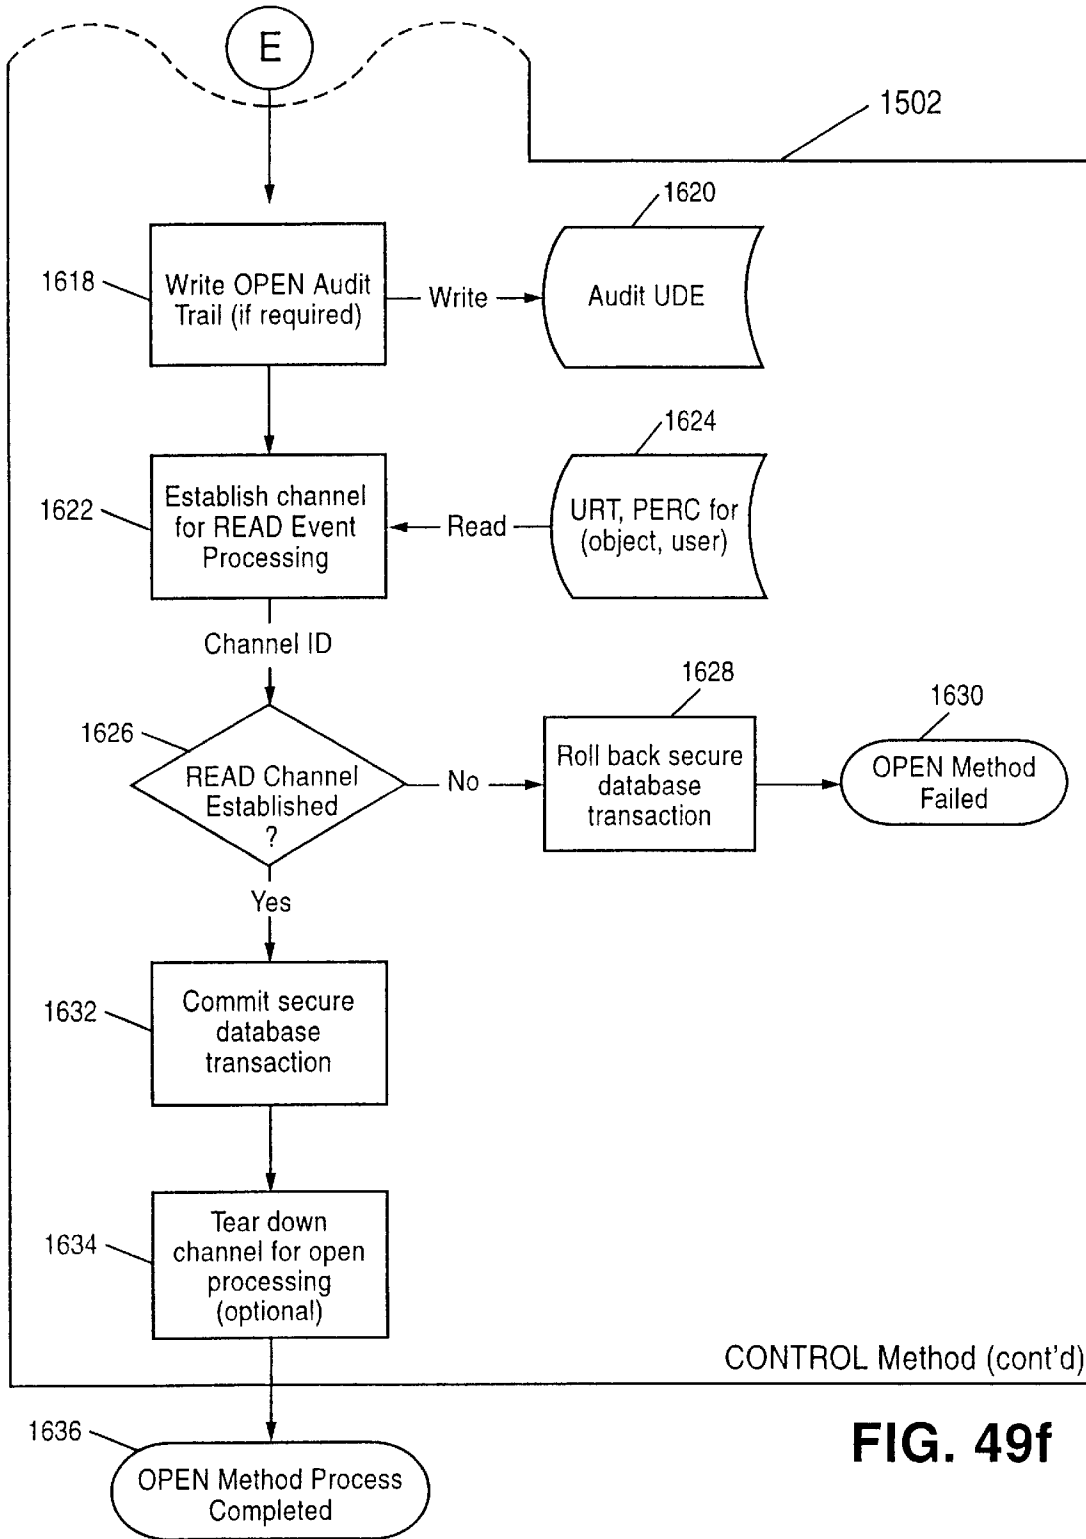 E
1502
1620
1618
Write OPEN Audit
Trail (if required)
Write
Audit UDE
1624
1622
Establish channel
for READ Event
Processing
Read
URT, PERC for
(object, user)
Channel ID
1626
READ Channel
Established
?
No
1628
Roll back secure
database
transaction
1630
OPEN Method
Failed
Yes
1632
Commit secure
database
transaction
1634
Tear down
channel for open
processing
(optional)
CONTROL Method (cont'd)
1636
OPEN Method Process
Completed
FIG. 49f